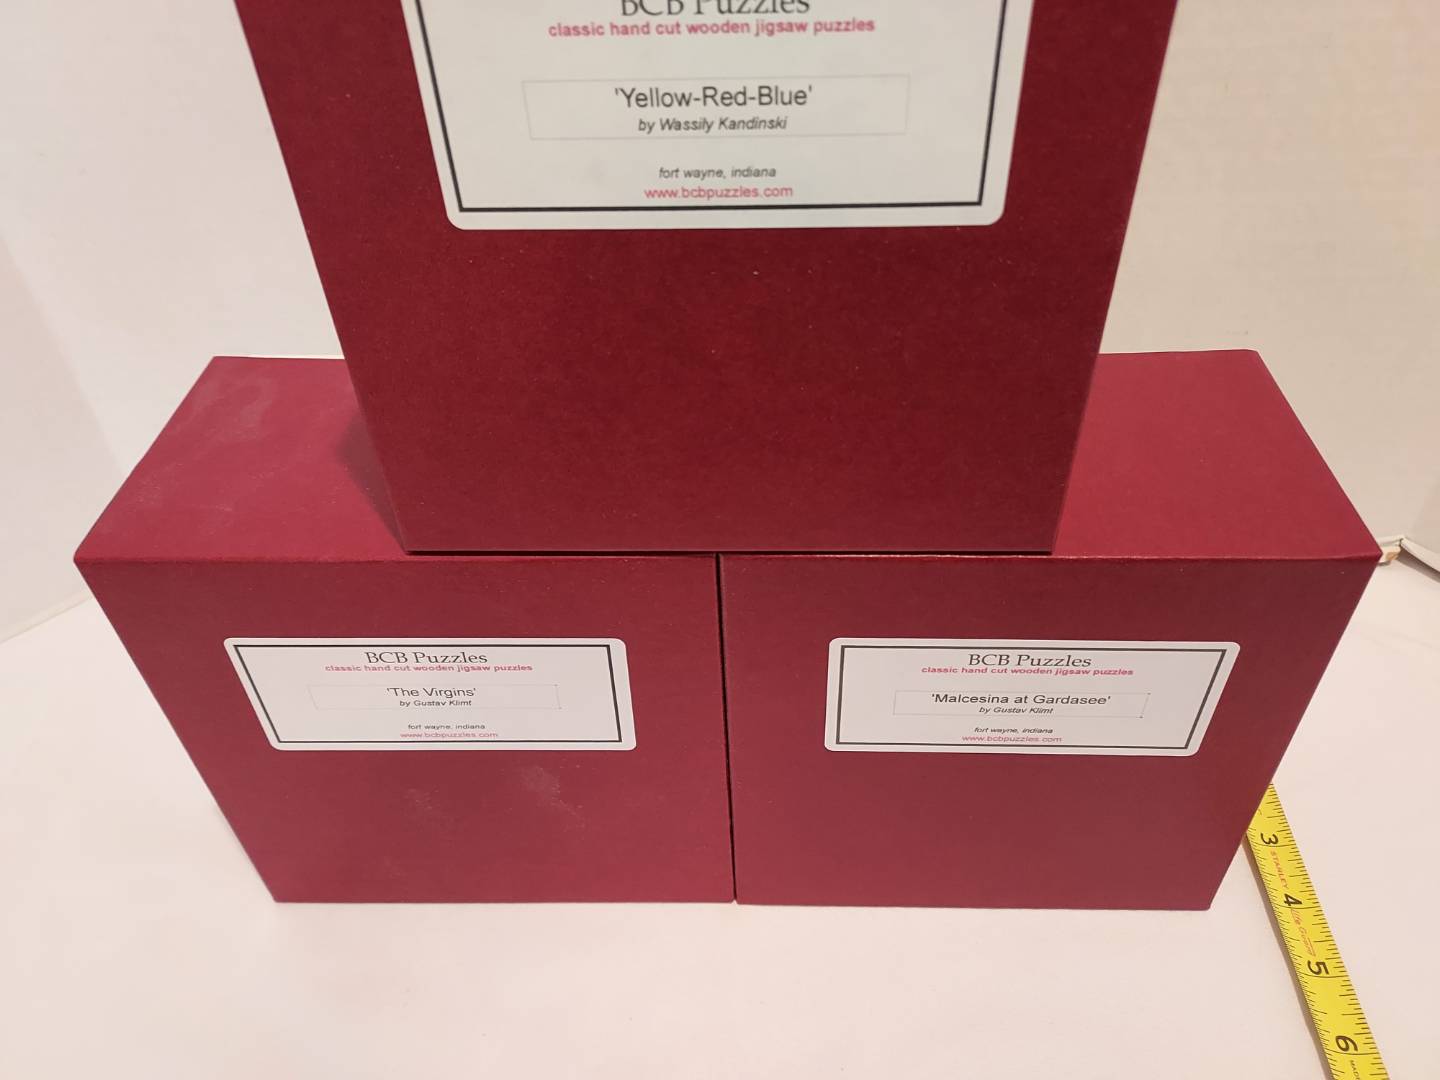 BCB Puzzles
classic hand cut wooden jigsaw puzzles
'Yellow-Red-Blue'
by Wassily Kandinski
fort wayne, indiana
www.bcbpuzzles.com
BCB Puzzles
classic hand cut wooden jigsaw puzzles
'The Virgins'
by Gustav Klimt
fort wayne, indiana
www.bcbpuzzles.com
BCB Puzzles
classic hand cut wooden jigsaw puzzles
'Malcesina at Gardasee'
by Gustav Klimt
fort wayne, indiana
www.bcbpuzzles.com
3
STANLEY
4
5
6
MADE